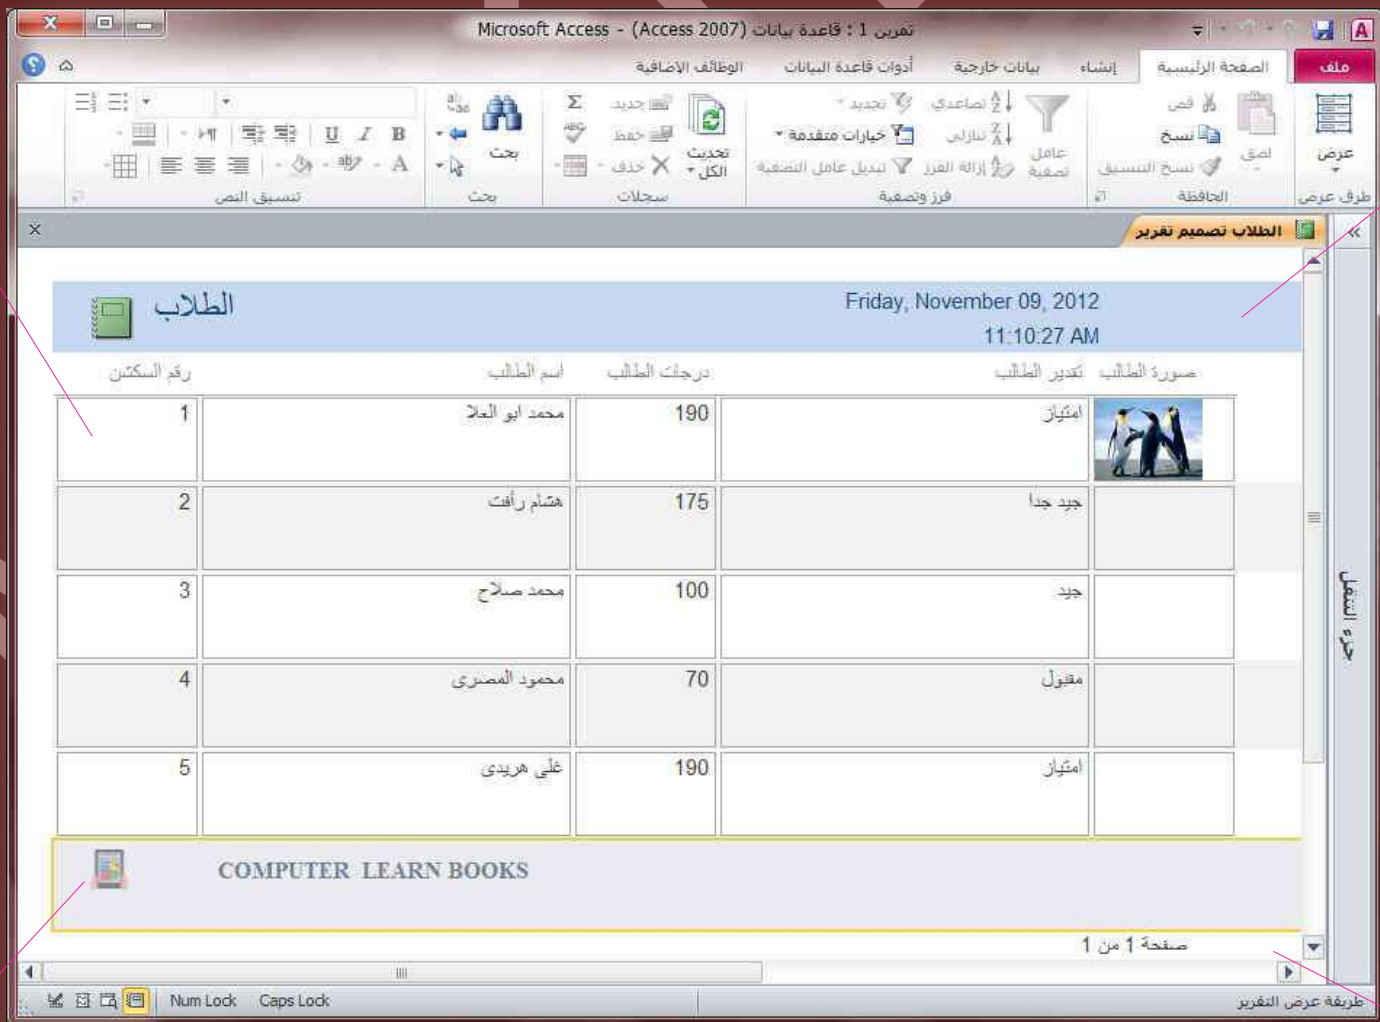 تمرين 1 : قاعدة بيانات (Access 2007) - Microsoft Access
ملف الصفحة الرئيسية إنشاء بيانات خارجية أدوات قاعدة البيانات الوظائف الإضافية
عرض
طرق عرض
لصق
قص
نسخ
نسخ التنسيق
الحافظة
عامل تصفية
تصاعدي
تنازلي
إزالة الفرز
تحديد
خيارات متقدمة
تبديل عامل التصفية
فرز وتصفية
تحديث الكل
جديد
حفظ
حذف
سجلات
بحث
بحث
B I U
A
تنسيق النص
الطلاب تصميم تقرير
جزء التنقل
الطلاب
Friday, November 09, 2012
11:10:27 AM
صورة الطالب تقدير الطالب درجات الطالب اسم الطالب رقم السكشن
امتياز 190 محمد ابو العلا 1
جيد جدا 175 هشام رأفت 2
جيد 100 محمد صلاح 3
مقبول 70 محمود المصرى 4
امتياز 190 غلى هريدى 5
COMPUTER LEARN BOOKS
صفحة 1 من 1
طريقة عرض التقرير
Num Lock Caps Lock